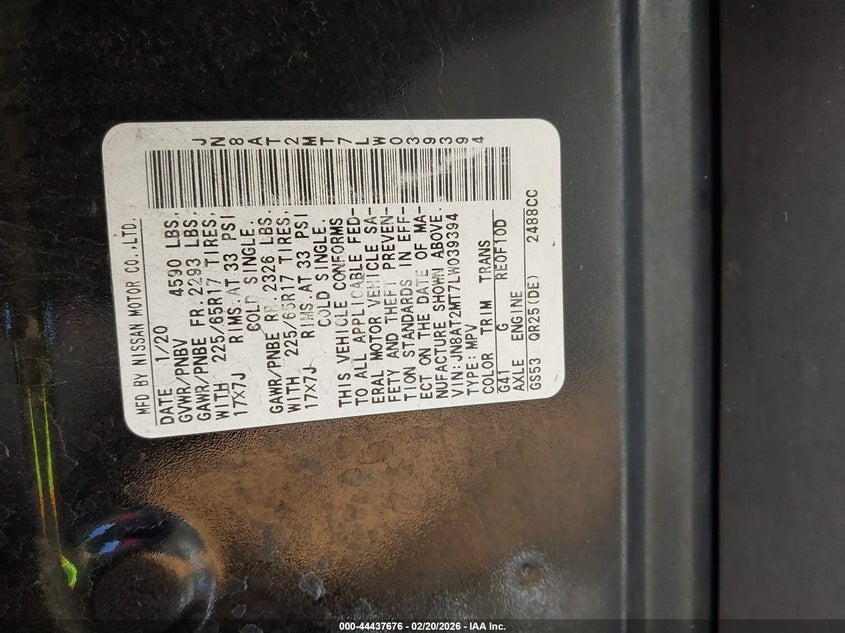 MFD BY NISSAN MOTOR CO.,LTD.
DATE 1/20
GVWR/PNBV 4590 LBS.
GAWR/PNBE FR. 2293 LBS.
WITH 225/65R17 TIRES,
17X7J RIMS.AT 33 PSI
COLD SINGLE.
GAWR/PNBE RR. 2326 LBS.
WITH 225/65R17 TIRES,
17X7J RIMS.AT 33 PSI
COLD SINGLE.
THIS VEHICLE CONFORMS
TO ALL APPLICABLE FED-
ERAL MOTOR VEHICLE SA-
FETY AND THEFT PREVEN-
TION STANDARDS IN EFF-
ECT ON THE DATE OF MA-
NUFACTURE SHOWN ABOVE.
VIN:JN8AT2MT7LW039394
TYPE:MPV
COLOR TRIM TRANS
G41 G RE0F10D
AXLE ENGINE
GS53 QR25(DE) 2488CC
JN8AT2MT7LW039394
000-44437676 - 02/20/2026 - IAA Inc.